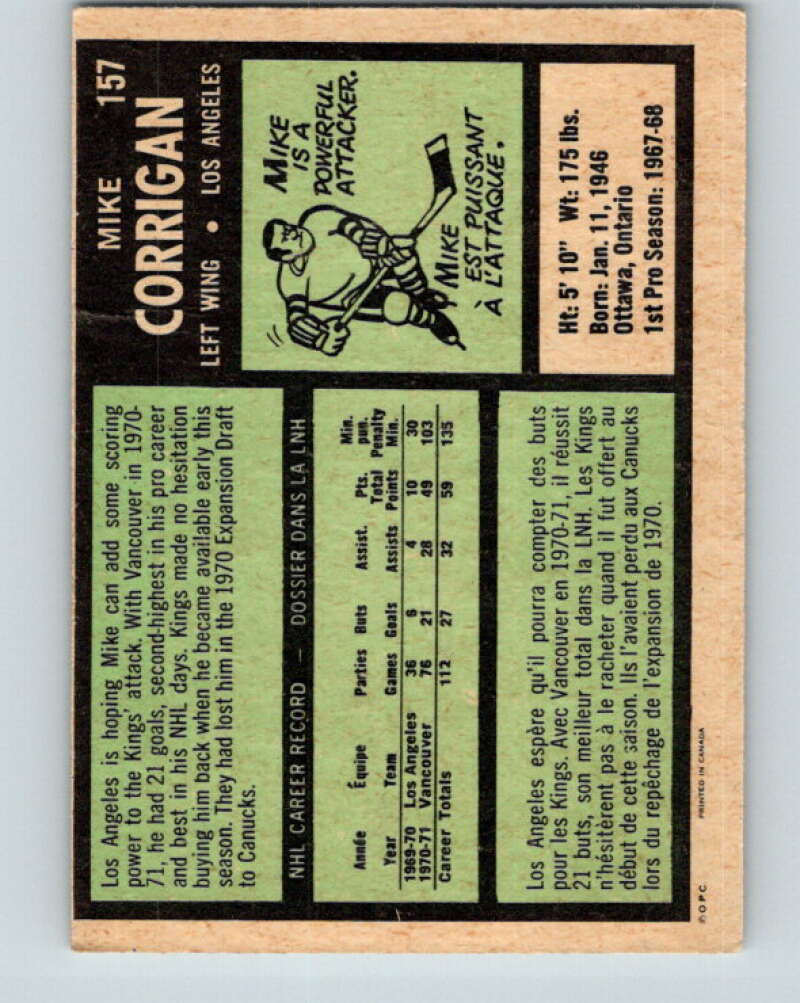 MIKE 157
CORRIGAN
LEFT WING • LOS ANGELES
Los Angeles is hoping Mike can add some scoring
power to the Kings' attack. With Vancouver in 1970-
71, he had 21 goals, second-highest in his pro career
and best in his NHL days. Kings made no hesitation
buying him back when he became available early this
season. They had lost him in the 1970 Expansion Draft
to Canucks.
MIKE
IS A
POWERFUL
ATTACKER.
MIKE
EST PUISSANT
À L'ATTAQUE.
NHL CAREER RECORD — DOSSIER DANS LA LNH
Année Équipe Parties Buts Assist. Pts. Total Min. pun.
Year Team Games Goals Assists Points Penalty Min.
1969-70 Los Angeles 36 6 4 10 30
1970-71 Vancouver 76 21 28 49 103
Career Totals 112 27 32 59 135
Ht: 5' 10" Wt: 175 lbs.
Born: Jan. 11, 1946
Ottawa, Ontario
1st Pro Season: 1967-68
Los Angeles espère qu'il pourra compter des buts
pour les Kings. Avec Vancouver en 1970-71, il réussit
21 buts, son meilleur total dans la LNH. Les Kings
n'hésitèrent pas à le racheter quand il fut offert au
début de cette saison. Ils l'avaient perdu aux Canucks
lors du repêchage de l'expansion de 1970.
© O.P.C. PRINTED IN CANADA